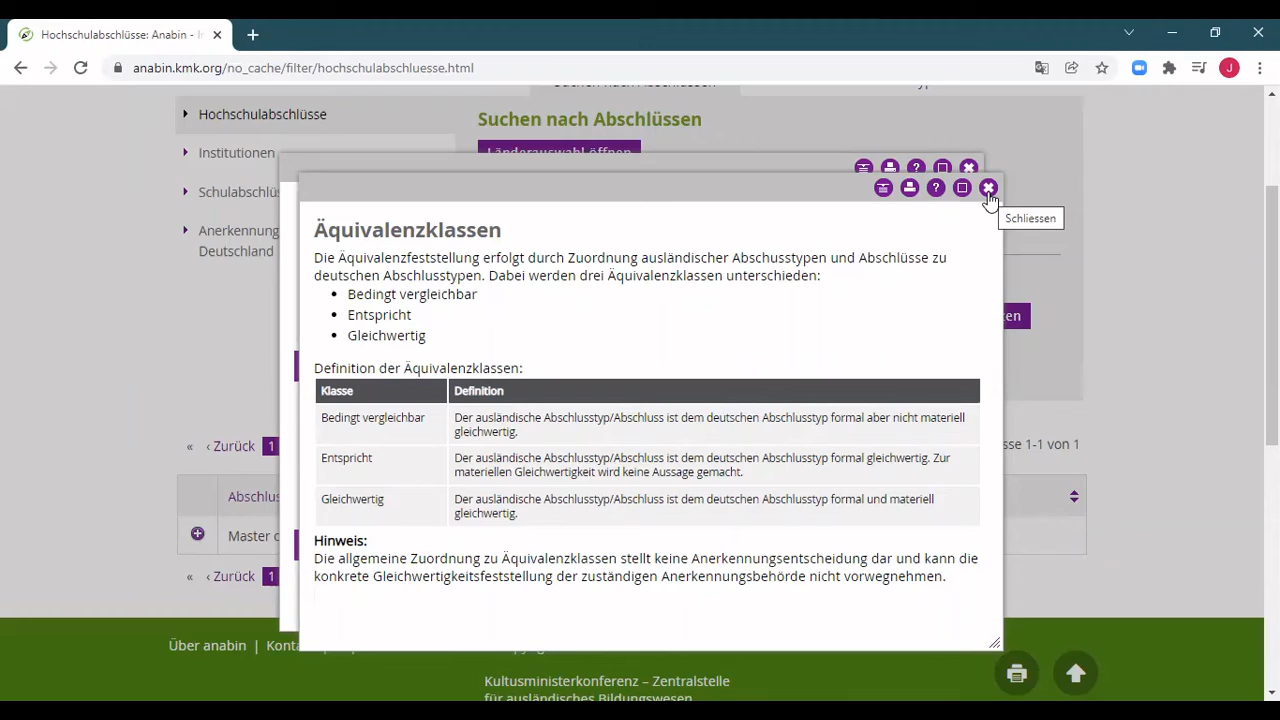 Hochschulabschlüsse: Anabin - I
anabin.kmk.org/no_cache/filter/hochschulabschluesse.html
J
Hochschulabschlüsse
Institutionen
Anerkennung
Deutschland
Suchen nach Abschlüssen
Länderauswahl öffnen
Schliessen
Äquivalenzklassen
Die Äquivalenzfeststellung erfolgt durch Zuordnung ausländischer Abschusstypen und Abschlüsse zu
deutschen Abschlusstypen. Dabei werden drei Äquivalenzklassen unterschieden:
• Bedingt vergleichbar
• Entspricht
• Gleichwertig
Definition der Äquivalenzklassen:
Klasse Definition
Bedingt vergleichbar Der ausländische Abschlusstyp/Abschluss ist dem deutschen Abschlusstyp formal aber nicht materiell
gleichwertig.
Entspricht Der ausländische Abschlusstyp/Abschluss ist dem deutschen Abschlusstyp formal gleichwertig. Zur
materiellen Gleichwertigkeit wird keine Aussage gemacht.
Gleichwertig Der ausländische Abschlusstyp/Abschluss ist dem deutschen Abschlusstyp formal und materiell
gleichwertig.
Hinweis:
Die allgemeine Zuordnung zu Äquivalenzklassen stellt keine Anerkennungsentscheidung dar und kann die
konkrete Gleichwertigkeitsfeststellung der zuständigen Anerkennungsbehörde nicht vorwegnehmen.
« ‹ Zurück 1
1-1 von 1
Master
« ‹ Zurück 1
Über anabin |
Kultusministerkonferenz – Zentralstelle
für ausländisches Bildungswesen